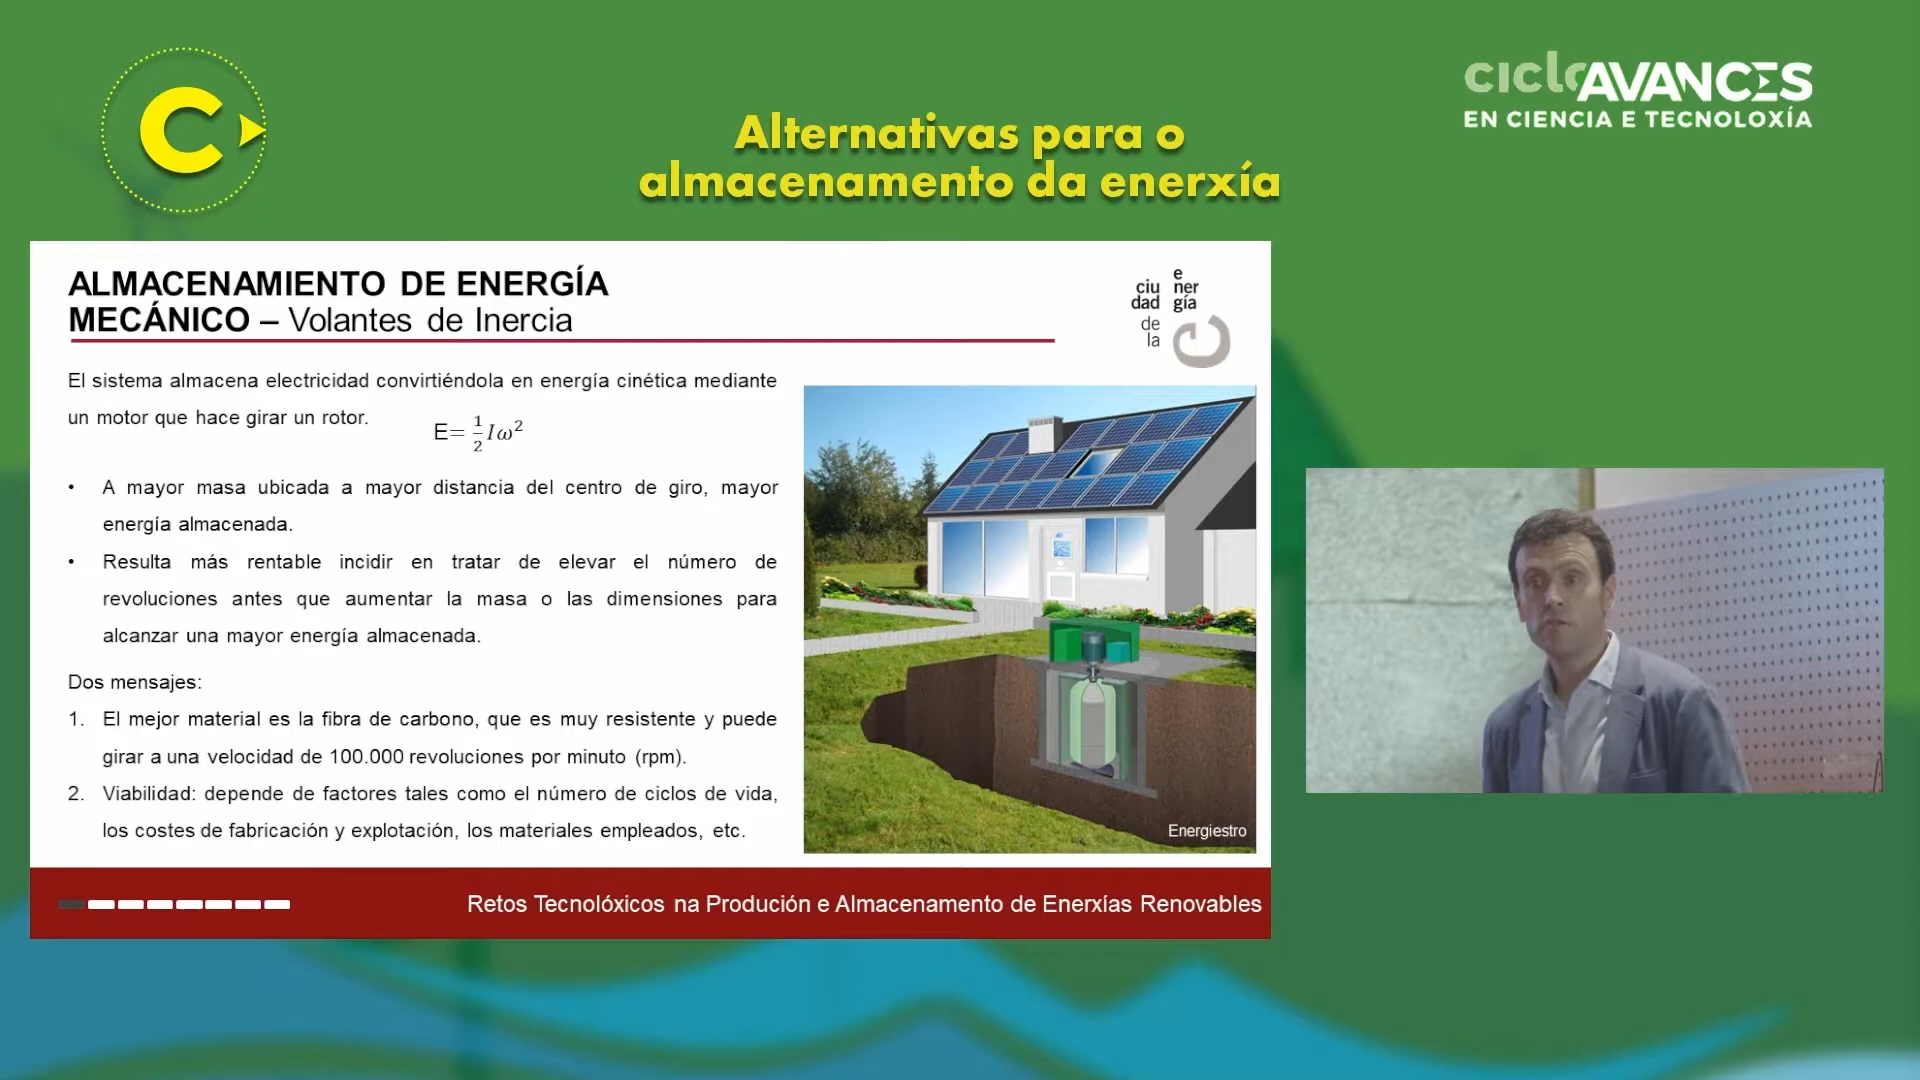 C
cicloAVANCES
EN CIENCIA E TECNOLOXÍA
Alternativas para o
almacenamento da enerxía
ALMACENAMIENTO DE ENERGÍA
MECÁNICO – Volantes de Inercia
e
ciu ner
dad gía
de
la
C
El sistema almacena electricidad convirtiéndola en energía cinética mediante
un motor que hace girar un rotor.
E= 1/2 Iω²
• A mayor masa ubicada a mayor distancia del centro de giro, mayor
energía almacenada.
• Resulta más rentable incidir en tratar de elevar el número de
revoluciones antes que aumentar la masa o las dimensiones para
alcanzar una mayor energía almacenada.
Dos mensajes:
1. El mejor material es la fibra de carbono, que es muy resistente y puede
girar a una velocidad de 100.000 revoluciones por minuto (rpm).
2. Viabilidad: depende de factores tales como el número de ciclos de vida,
los costes de fabricación y explotación, los materiales empleados, etc.
Energiestro
Retos Tecnolóxicos na Produción e Almacenamento de Enerxías Renovables